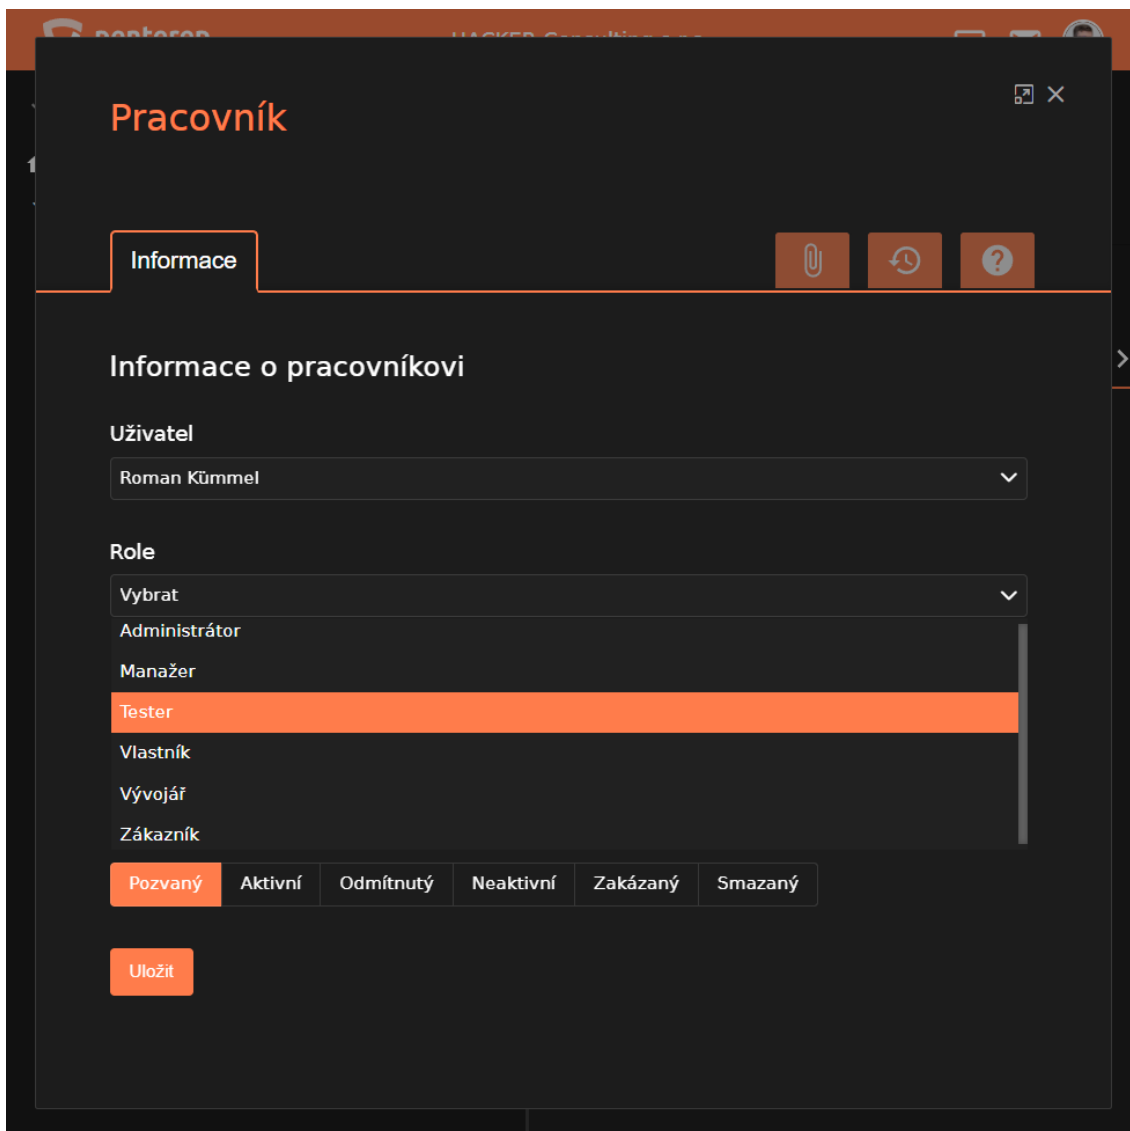 Pracovník
Informace
Informace o pracovníkovi
Uživatel
Roman Kümmel
Role
Vybrat
Administrátor
Manažer
Tester
Vlastník
Vývojář
Zákazník
Pozvaný Aktivní Odmítnutý Neaktivní Zakázaný Smazaný
Uložit